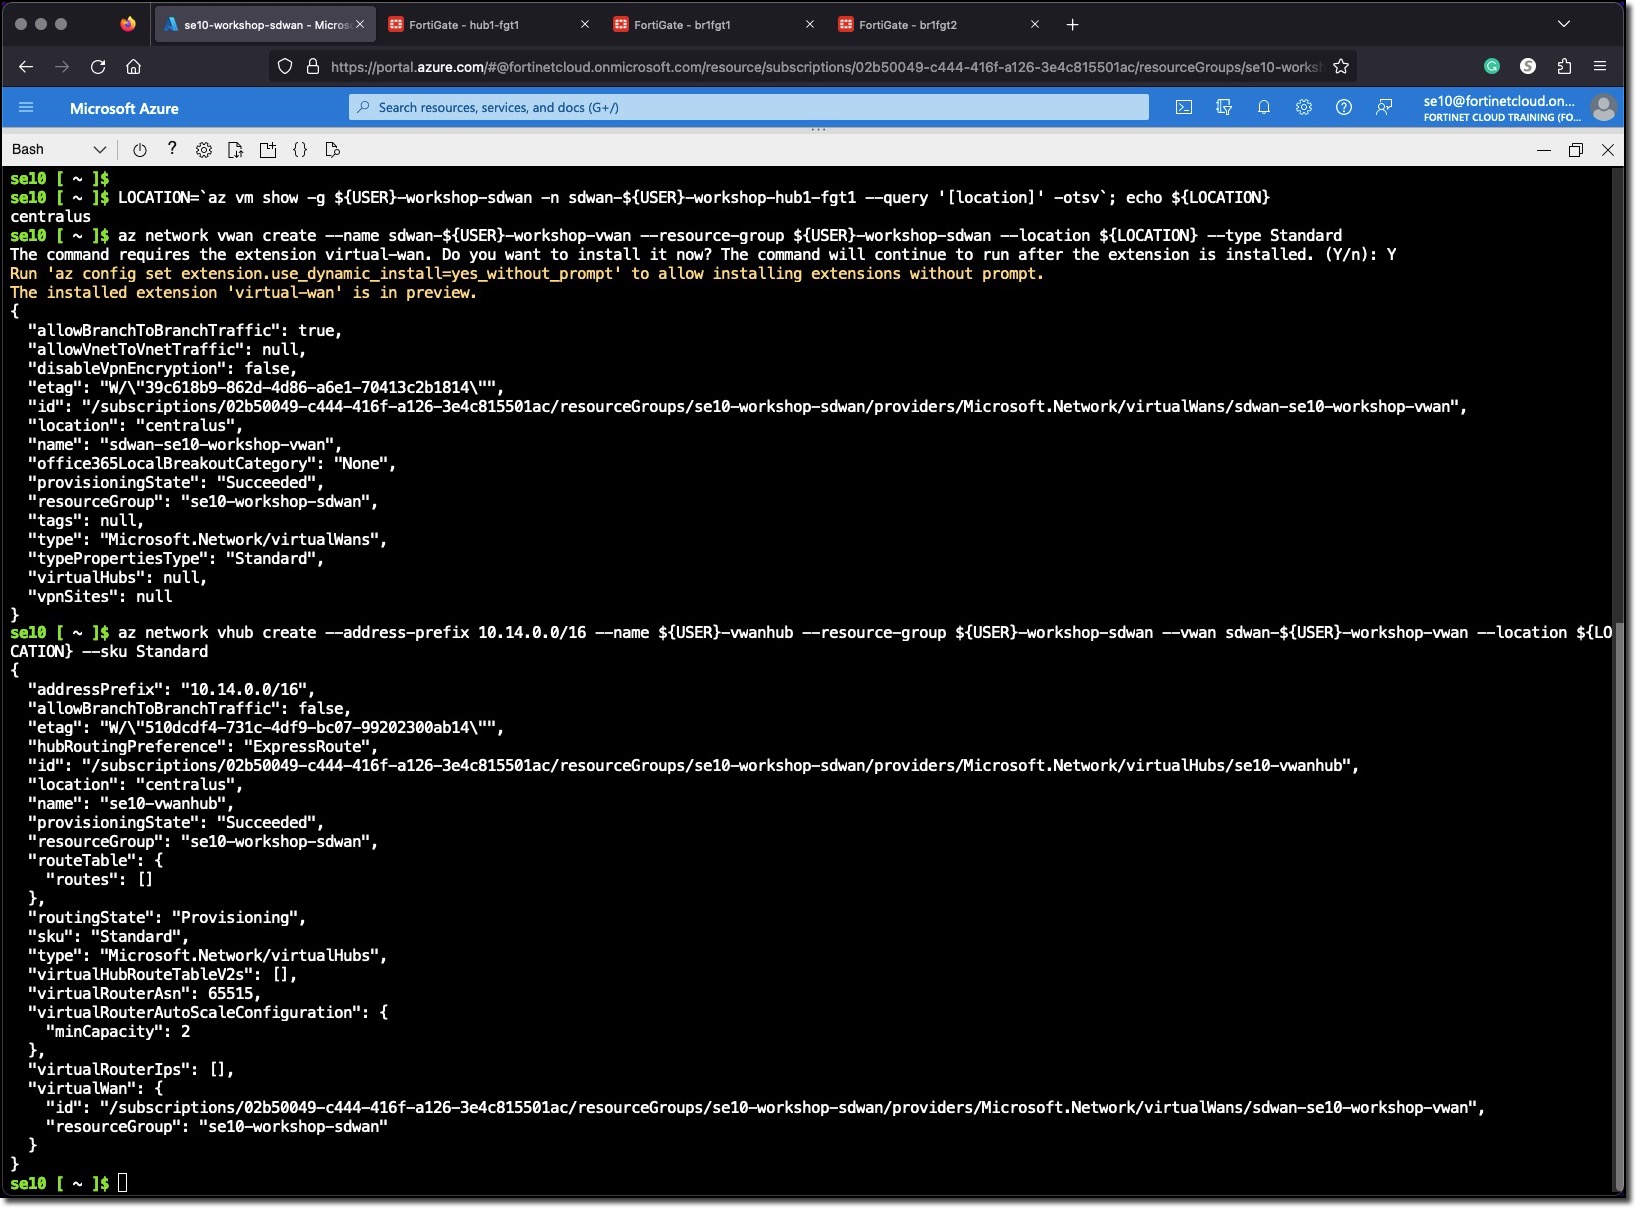 se10-workshop-sdwan - Micros
FortiGate - hub1-fgt1
FortiGate - br1fgt1
FortiGate - br1fgt2
https://portal.azure.com/#@fortinetcloud.onmicrosoft.com/resource/subscriptions/02b50049-c444-416f-a126-3e4c815501ac/resourceGroups/se10-works
Microsoft Azure
Search resources, services, and docs (G+/)
se10@fortinetcloud.on...
FORTINET CLOUD TRAINING (FO...
Bash
se10 [ ~ ]$
se10 [ ~ ]$ LOCATION=`az vm show -g ${USER}-workshop-sdwan -n sdwan-${USER}-workshop-hub1-fgt1 --query '[location]' -otsv`; echo ${LOCATION}
centralus
se10 [ ~ ]$ az network vwan create --name sdwan-${USER}-workshop-vwan --resource-group ${USER}-workshop-sdwan --location ${LOCATION} --type Standard
The command requires the extension virtual-wan. Do you want to install it now? The command will continue to run after the extension is installed. (Y/n): Y
Run 'az config set extension.use_dynamic_install=yes_without_prompt' to allow installing extensions without prompt.
The installed extension 'virtual-wan' is in preview.
{
  "allowBranchToBranchTraffic": true,
  "allowVnetToVnetTraffic": null,
  "disableVpnEncryption": false,
  "etag": "W/\"39c618b9-862d-4d86-a6e1-70413c2b1814\"",
  "id": "/subscriptions/02b50049-c444-416f-a126-3e4c815501ac/resourceGroups/se10-workshop-sdwan/providers/Microsoft.Network/virtualWans/sdwan-se10-workshop-vwan",
  "location": "centralus",
  "name": "sdwan-se10-workshop-vwan",
  "office365LocalBreakoutCategory": "None",
  "provisioningState": "Succeeded",
  "resourceGroup": "se10-workshop-sdwan",
  "tags": null,
  "type": "Microsoft.Network/virtualWans",
  "typePropertiesType": "Standard",
  "virtualHubs": null,
  "vpnSites": null
}
se10 [ ~ ]$ az network vhub create --address-prefix 10.14.0.0/16 --name ${USER}-vwanhub --resource-group ${USER}-workshop-sdwan --vwan sdwan-${USER}-workshop-vwan --location ${LO
CATION} --sku Standard
{
  "addressPrefix": "10.14.0.0/16",
  "allowBranchToBranchTraffic": false,
  "etag": "W/\"510dcdf4-731c-4df9-bc07-99202300ab14\"",
  "hubRoutingPreference": "ExpressRoute",
  "id": "/subscriptions/02b50049-c444-416f-a126-3e4c815501ac/resourceGroups/se10-workshop-sdwan/providers/Microsoft.Network/virtualHubs/se10-vwanhub",
  "location": "centralus",
  "name": "se10-vwanhub",
  "provisioningState": "Succeeded",
  "resourceGroup": "se10-workshop-sdwan",
  "routeTable": {
    "routes": []
  },
  "routingState": "Provisioning",
  "sku": "Standard",
  "type": "Microsoft.Network/virtualHubs",
  "virtualHubRouteTableV2s": [],
  "virtualRouterAsn": 65515,
  "virtualRouterAutoScaleConfiguration": {
    "minCapacity": 2
  },
  "virtualRouterIps": [],
  "virtualWan": {
    "id": "/subscriptions/02b50049-c444-416f-a126-3e4c815501ac/resourceGroups/se10-workshop-sdwan/providers/Microsoft.Network/virtualWans/sdwan-se10-workshop-vwan",
    "resourceGroup": "se10-workshop-sdwan"
  }
}
se10 [ ~ ]$